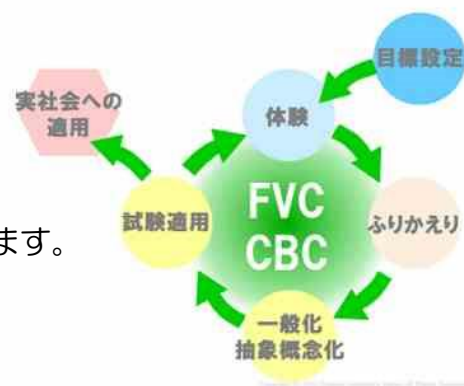 目標設定
体験
実社会への
適用
試験適用
ます。
FVC
CBC
ふりかえり
一般化
抽象概念化